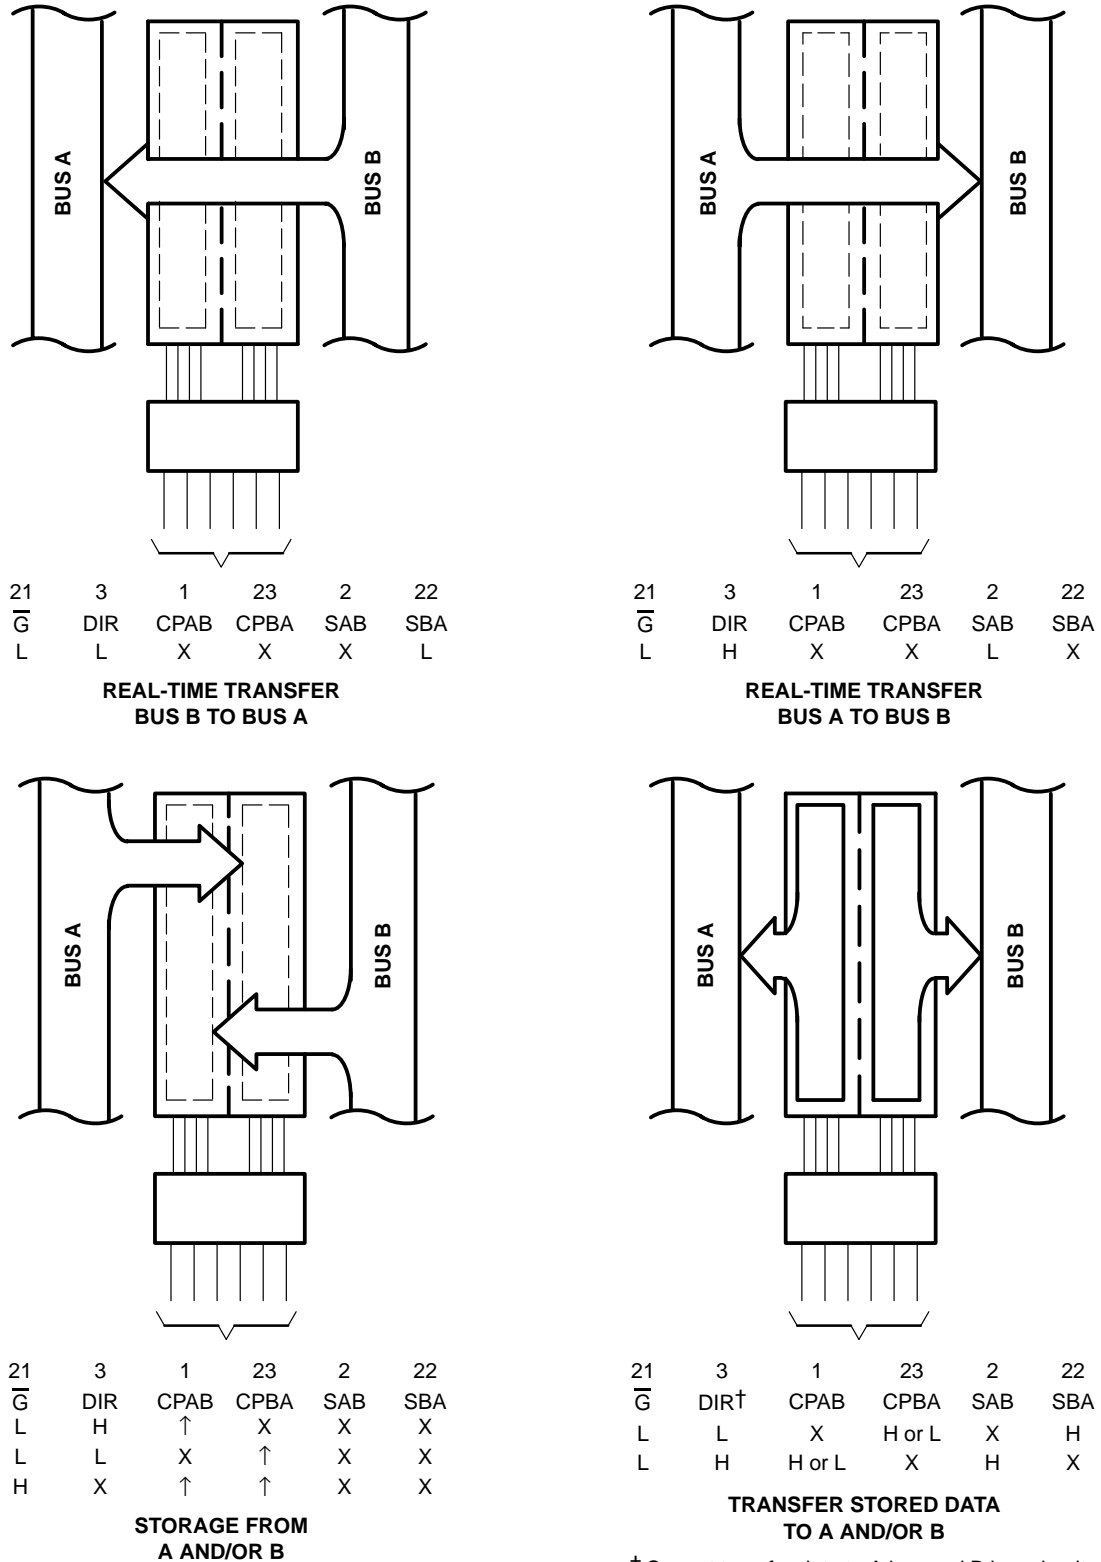 BUS A
BUS B
BUS A
BUS B
21 3 1 23 2 22
G̅ DIR CPAB CPBA SAB SBA
L L X X X L
REAL-TIME TRANSFER
BUS B TO BUS A
21 3 1 23 2 22
G̅ DIR CPAB CPBA SAB SBA
L H X X L X
REAL-TIME TRANSFER
BUS A TO BUS B
BUS A
BUS B
BUS A
BUS B
21 3 1 23 2 22
G̅ DIR CPAB CPBA SAB SBA
L H ↑ X X X
L L X ↑ X X
H X ↑ ↑ X X
STORAGE FROM
A AND/OR B
21 3 1 23 2 22
G̅ DIR† CPAB CPBA SAB SBA
L L X H or L X H
L H H or L X H X
TRANSFER STORED DATA
TO A AND/OR B